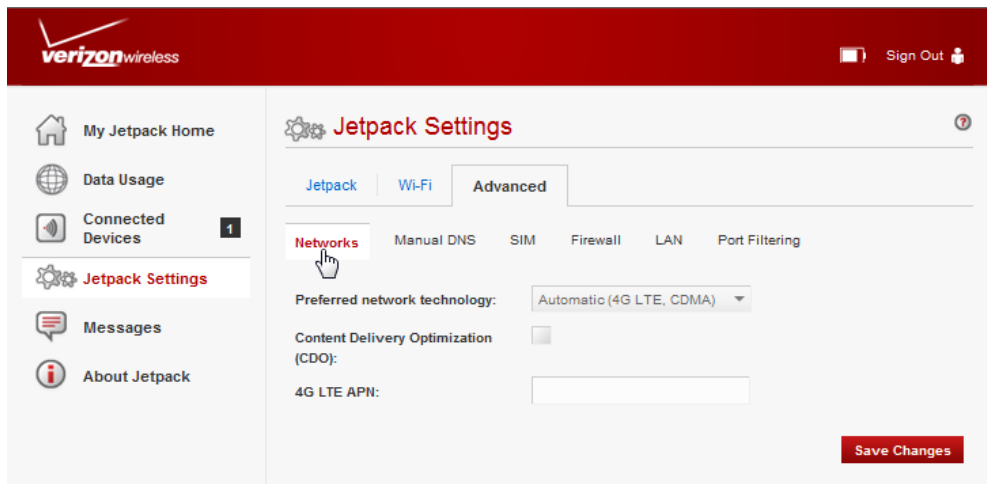 verizonwireless
Sign Out
My Jetpack Home
Data Usage
Connected
Devices
1
Jetpack Settings
Messages
About Jetpack
Jetpack Settings
?
Jetpack Wi-Fi Advanced
Networks Manual DNS SIM Firewall LAN Port Filtering
Preferred network technology: Automatic (4G LTE, CDMA)
Content Delivery Optimization
(CDO):
4G LTE APN:
Save Changes